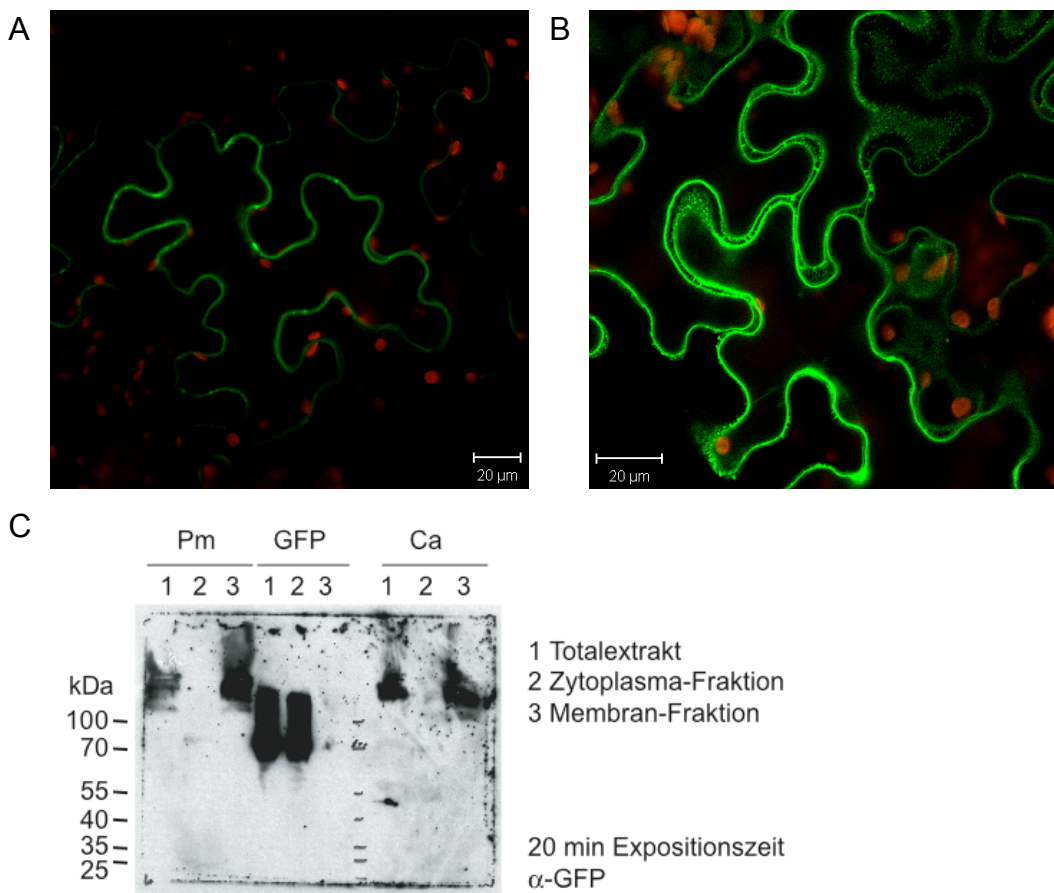 A
B
20 µm
20 µm
C
Pm GFP Ca
1 2 3 1 2 3 1 2 3
kDa
100
70
55
40
35
25
1 Totalextrakt
2 Zytoplasma-Fraktion
3 Membran-Fraktion
20 min Expositionszeit
α-GFP